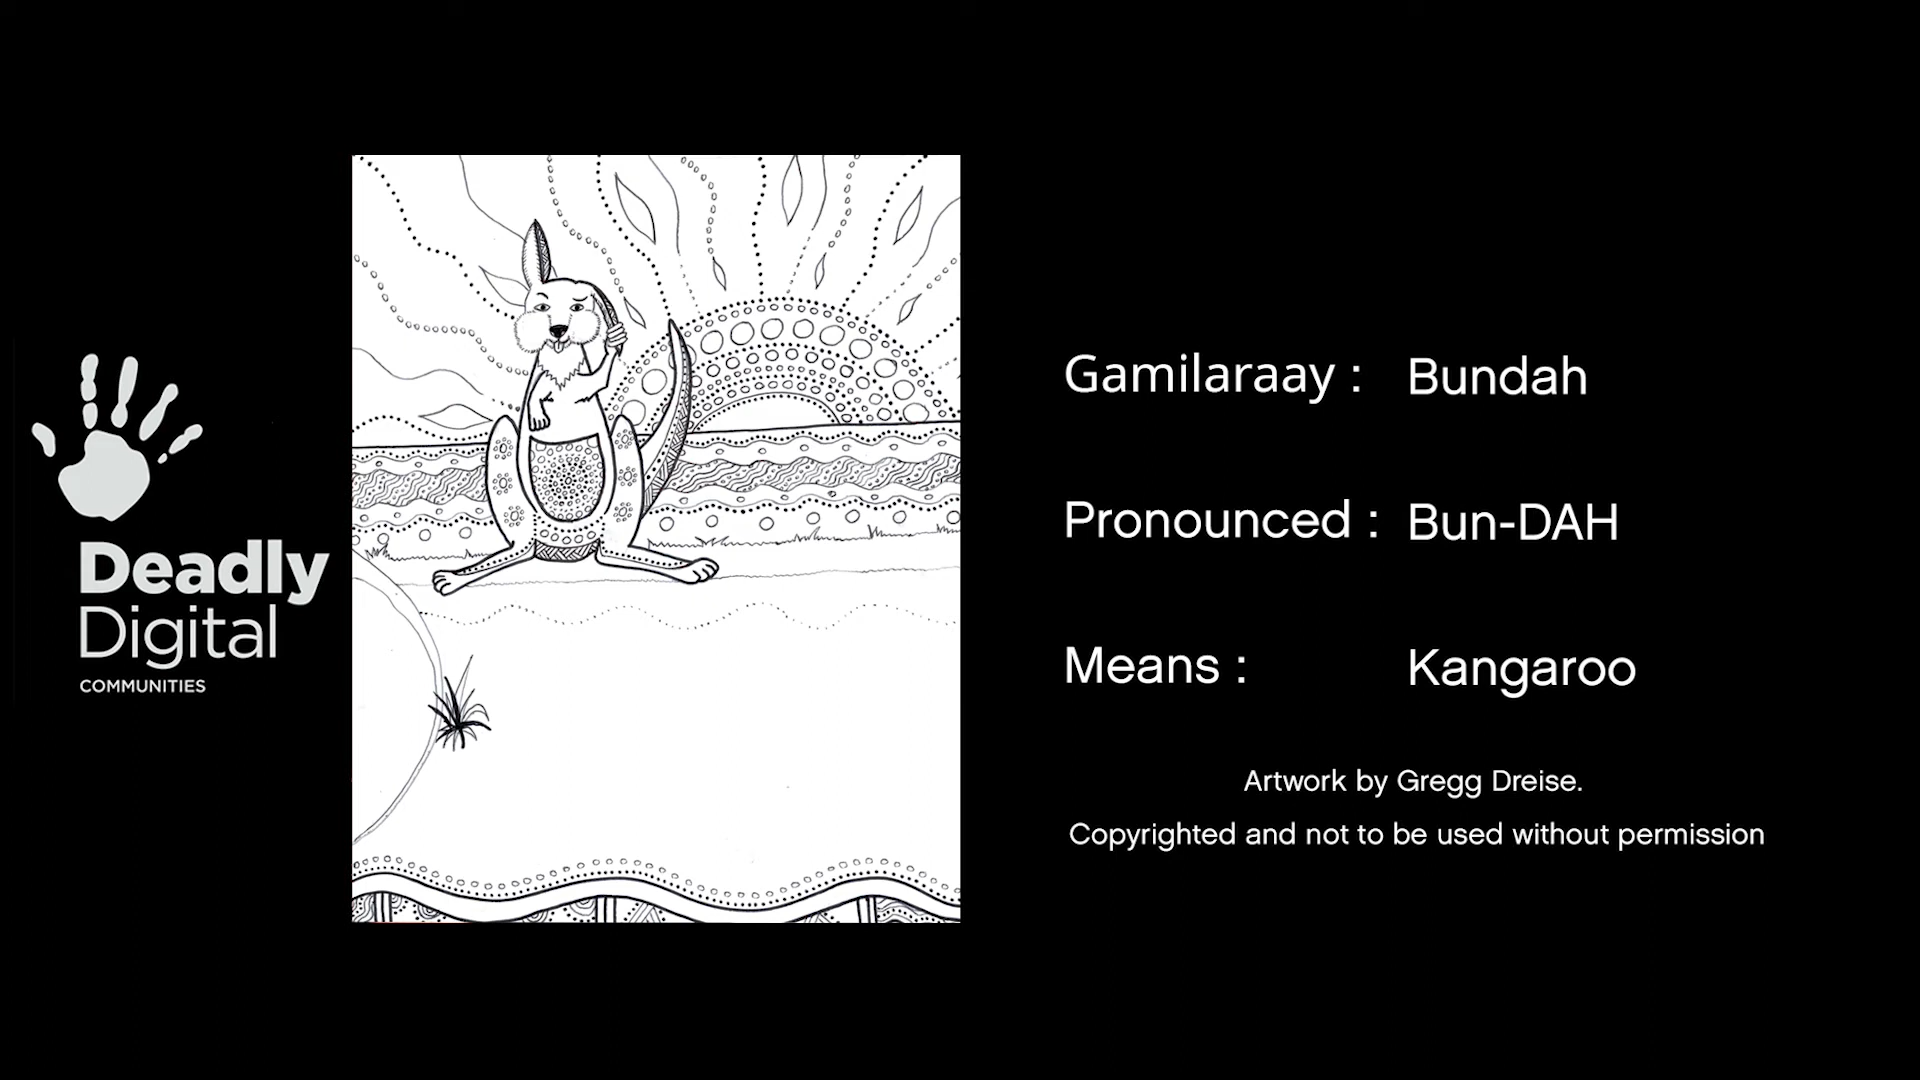 Deadly
Digital
COMMUNITIES
Gamilaraay : Bundah
Pronounced : Bun-DAH
Means : Kangaroo
Artwork by Gregg Dreise.
Copyrighted and not to be used without permission